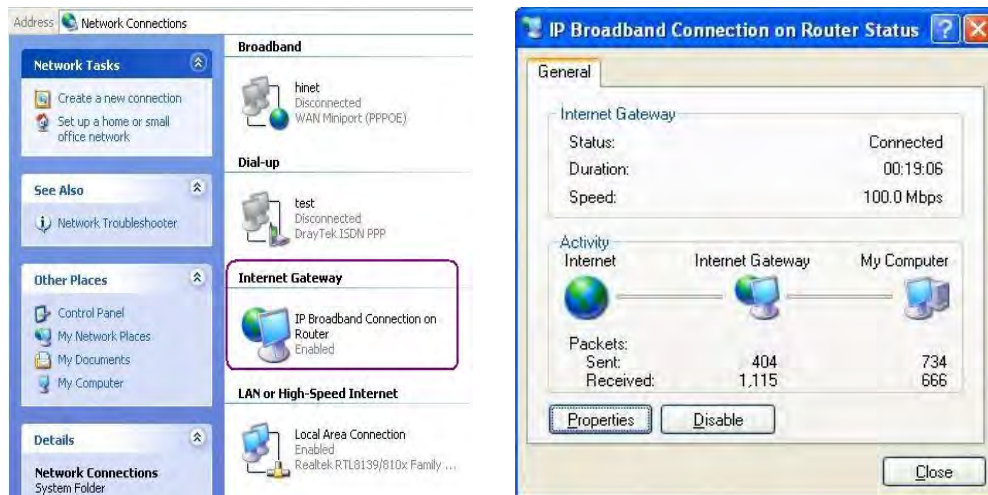 Address Network Connections
Network Tasks
Create a new connection
Set up a home or small
office network
See Also
Network Troubleshooter
Other Places
Control Panel
My Network Places
My Documents
My Computer
Details
Network Connections
System Folder
Broadband
hinet
Disconnected
WAN Miniport (PPPOE)
Dial-up
test
Disconnected
DrayTek ISDN PPP
Internet Gateway
IP Broadband Connection on
Router
Enabled
LAN or High-Speed Internet
Local Area Connection
Enabled
Realtek RTL8139/810x Family ...
IP Broadband Connection on Router Status
General
Internet Gateway
Status: Connected
Duration: 00:19:06
Speed: 100.0 Mbps
Activity
Internet Internet Gateway My Computer
Packets:
Sent: 404 734
Received: 1,115 666
Properties Disable
Close